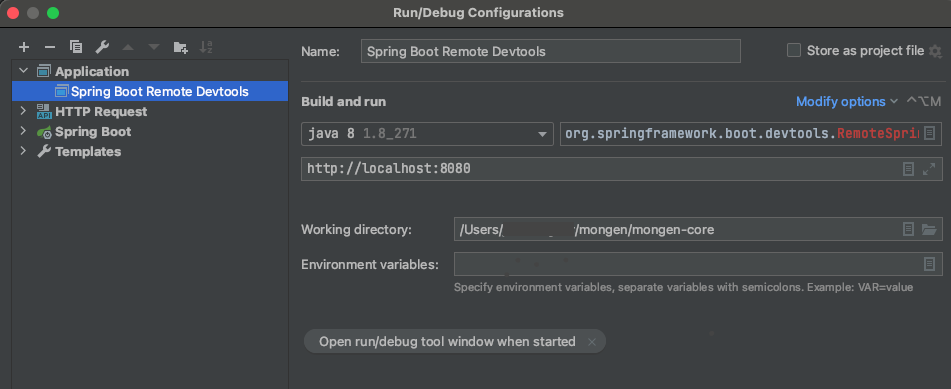 Run/Debug Configurations
Name: Spring Boot Remote Devtools Store as project file
Application
Spring Boot Remote Devtools
HTTP Request
Spring Boot
Templates
Build and run Modify options ⌃⌥M
java 8 1.8_271 org.springframework.boot.devtools.RemoteSpri
http://localhost:8080
Working directory: /Users/ /mongen/mongen-core
Environment variables:
Specify environment variables, separate variables with semicolons. Example: VAR=value
Open run/debug tool window when started